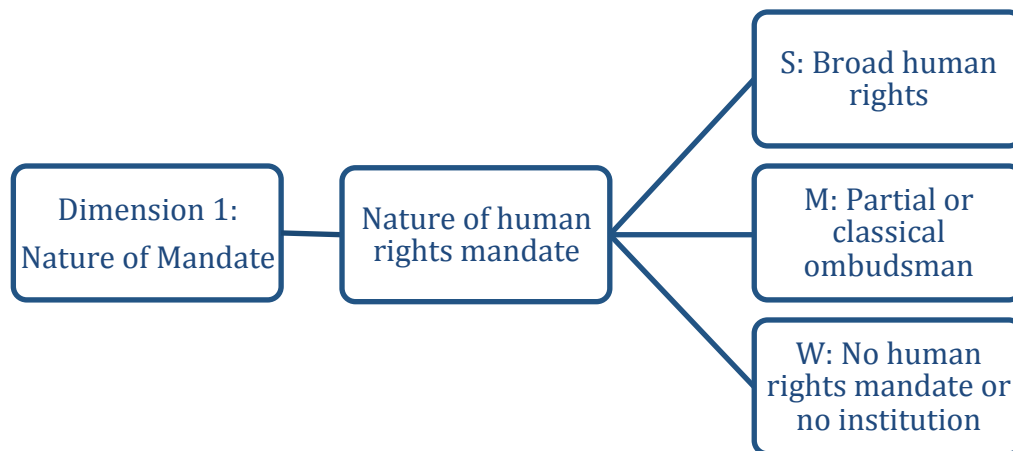 Dimension 1:
Nature of Mandate
Nature of human
rights mandate
S: Broad human
rights
M: Partial or
classical
ombudsman
W: No human
rights mandate or
no institution